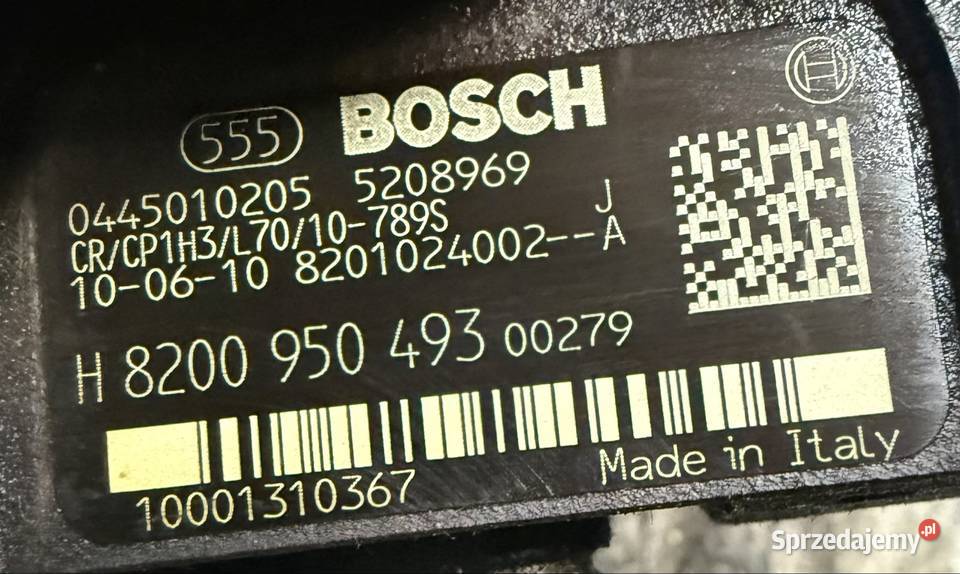 555 BOSCH
0445010205 5208969
CR/CP1H3/L70/10-789S J
10-06-10 8201024002--A
H 8200 950 493 00279
10001310367 Made in Italy
Sprzedajemy.pl